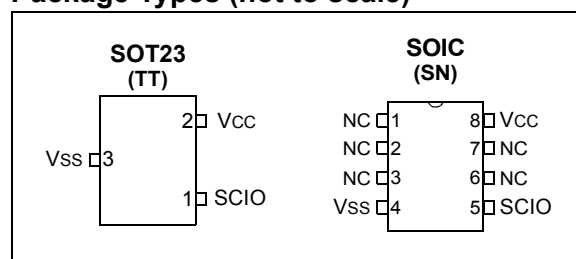 Package Types (not to scale)
SOT23
(TT)
2 VCC
VSS 3
1 SCIO
SOIC
(SN)
NC 1 8 VCC
NC 2 7 NC
NC 3 6 NC
VSS 4 5 SCIO